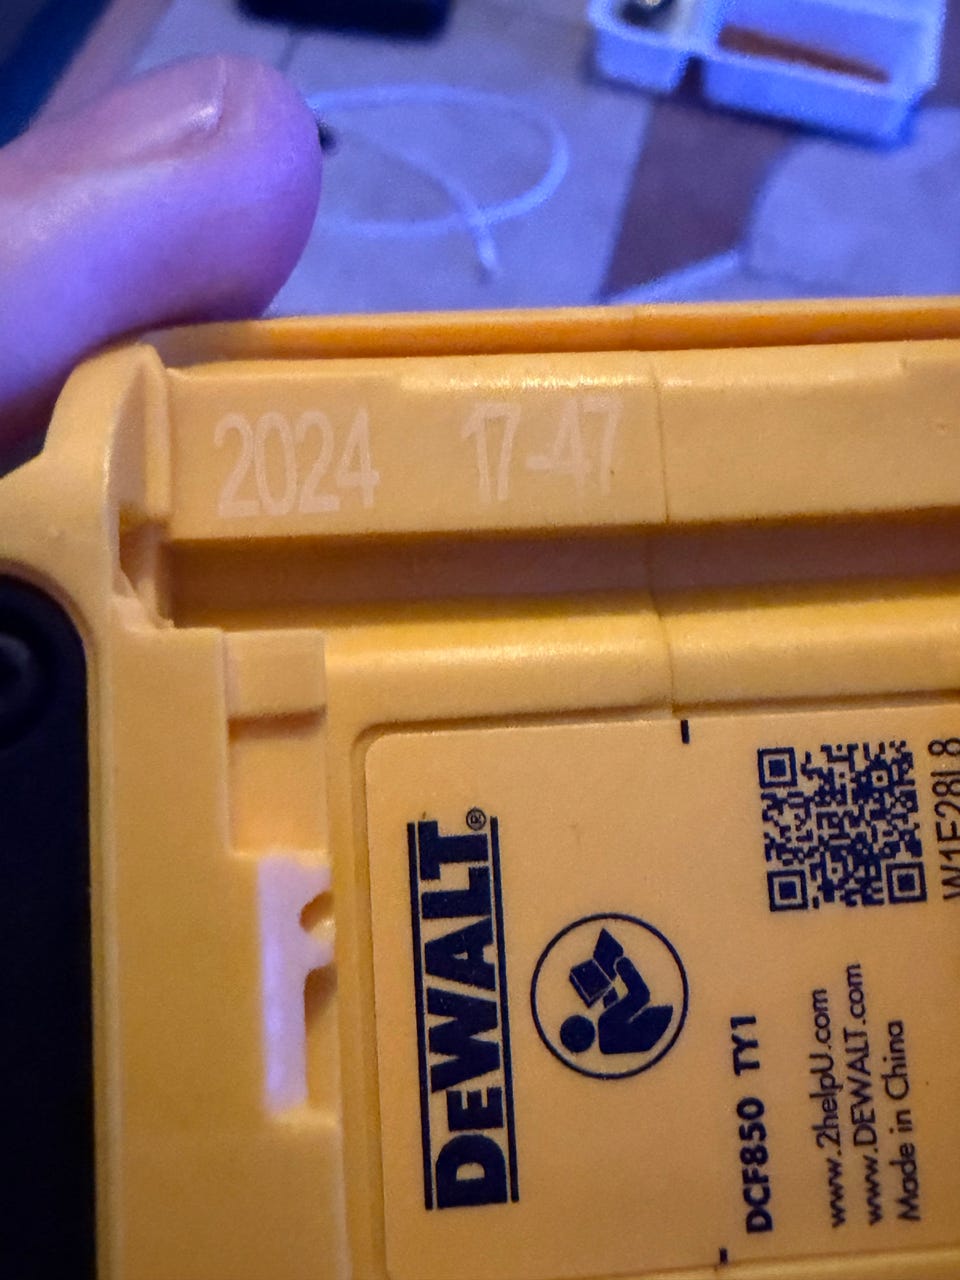 2024 17-47
DEWALT®
DCF850 TY1
www.2helpU.com
www.DEWALT.com
Made in China